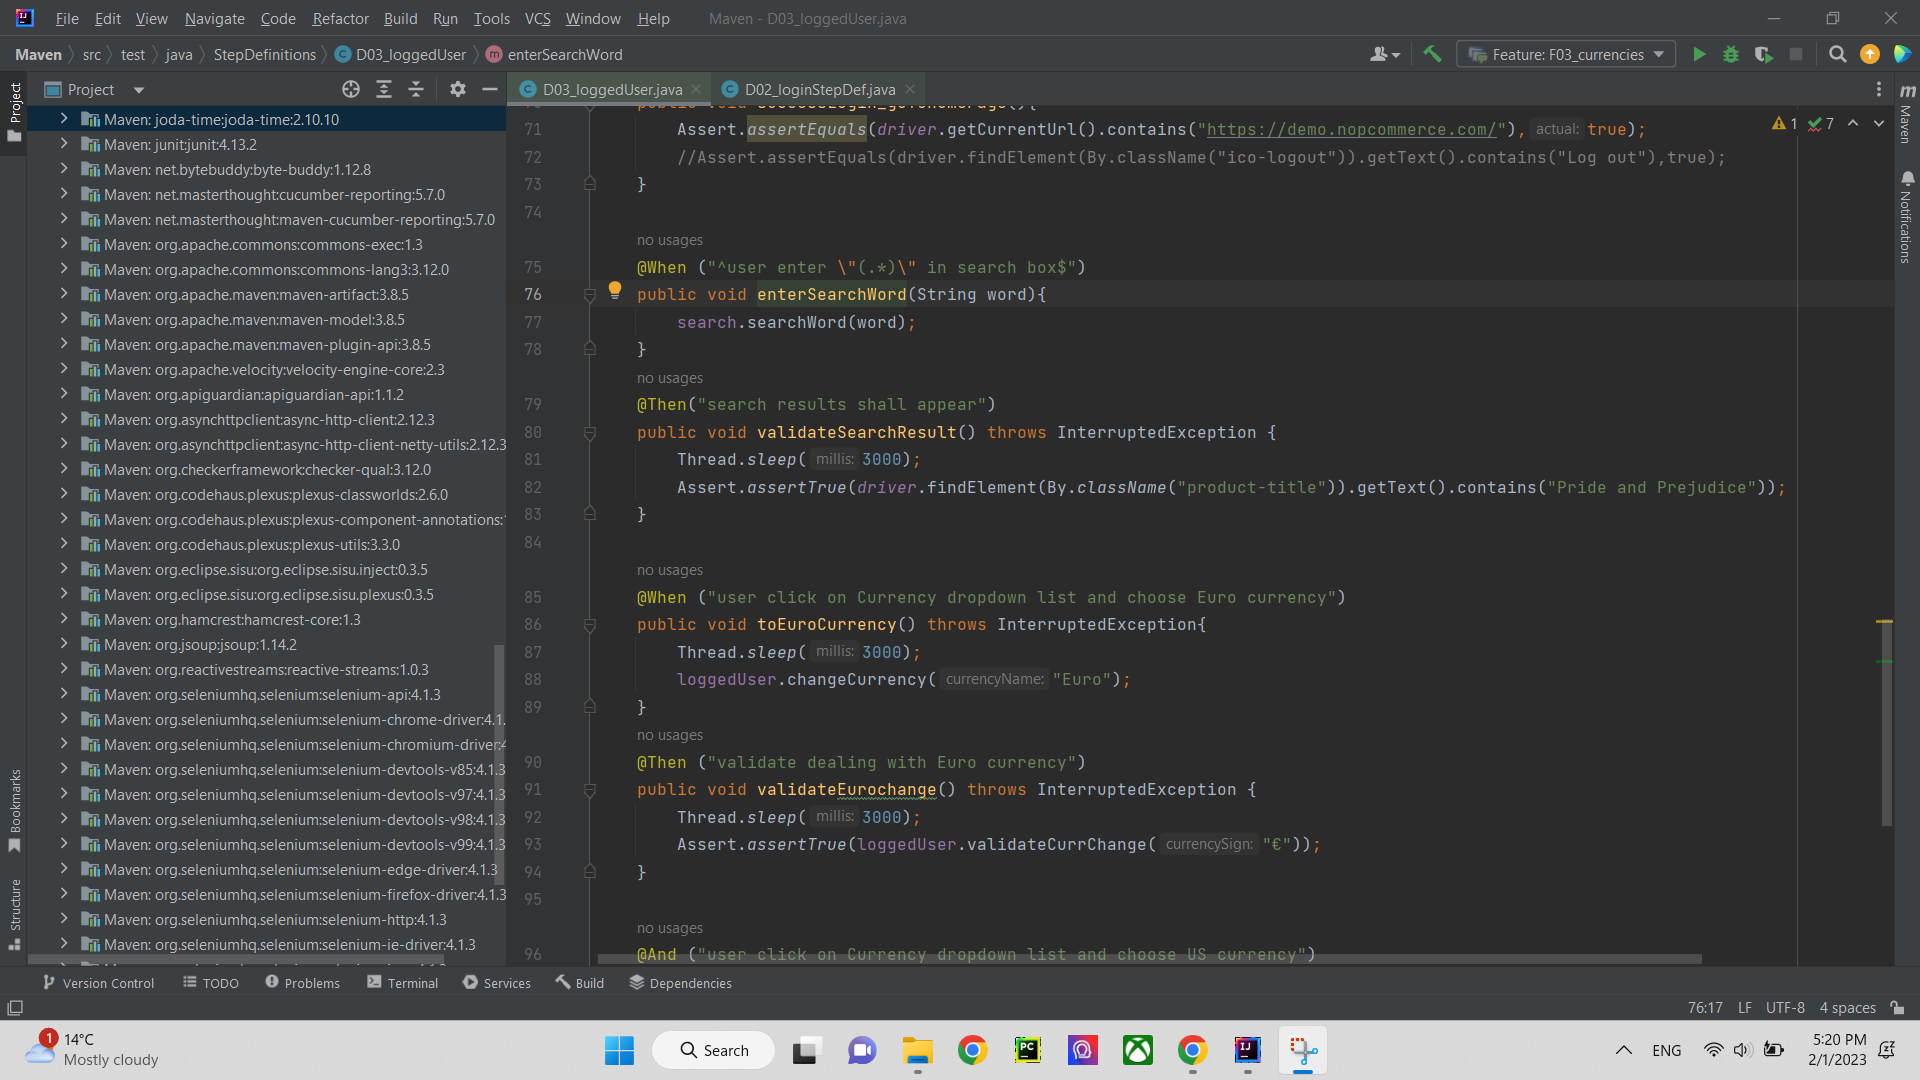 File Edit View Navigate Code Refactor Build Run Tools VCS Window Help Maven - D03_loggedUser.java
Maven src test java StepDefinitions D03_loggedUser enterSearchWord Feature: F03_currencies
Project
D03_loggedUser.java
D02_loginStepDef.java
Project
Maven: joda-time:joda-time:2.10.10
Maven: junit:junit:4.13.2
Maven: net.bytebuddy:byte-buddy:1.12.8
Maven: net.masterthought:cucumber-reporting:5.7.0
Maven: net.masterthought:maven-cucumber-reporting:5.7.0
Maven: org.apache.commons:commons-exec:1.3
Maven: org.apache.commons:commons-lang3:3.12.0
Maven: org.apache.maven:maven-artifact:3.8.5
Maven: org.apache.maven:maven-model:3.8.5
Maven: org.apache.maven:maven-plugin-api:3.8.5
Maven: org.apache.velocity:velocity-engine-core:2.3
Maven: org.apiguardian:apiguardian-api:1.1.2
Maven: org.asynchttpclient:async-http-client:2.12.3
Maven: org.asynchttpclient:async-http-client-netty-utils:2.12.3
Maven: org.checkerframework:checker-qual:3.12.0
Maven: org.codehaus.plexus:plexus-classworlds:2.6.0
Maven: org.codehaus.plexus:plexus-component-annotations:
Maven: org.codehaus.plexus:plexus-utils:3.3.0
Maven: org.eclipse.sisu:org.eclipse.sisu.inject:0.3.5
Maven: org.eclipse.sisu:org.eclipse.sisu.plexus:0.3.5
Maven: org.hamcrest:hamcrest-core:1.3
Maven: org.jsoup:jsoup:1.14.2
Maven: org.reactivestreams:reactive-streams:1.0.3
Maven: org.seleniumhq.selenium:selenium-api:4.1.3
Maven: org.seleniumhq.selenium:selenium-chrome-driver:4.1.
Maven: org.seleniumhq.selenium:selenium-chromium-driver:4
Maven: org.seleniumhq.selenium:selenium-devtools-v85:4.1.3
Maven: org.seleniumhq.selenium:selenium-devtools-v97:4.1.3
Maven: org.seleniumhq.selenium:selenium-devtools-v98:4.1.3
Maven: org.seleniumhq.selenium:selenium-devtools-v99:4.1.3
Maven: org.seleniumhq.selenium:selenium-edge-driver:4.1.3
Maven: org.seleniumhq.selenium:selenium-firefox-driver:4.1.3
Maven: org.seleniumhq.selenium:selenium-http:4.1.3
Maven: org.seleniumhq.selenium:selenium-ie-driver:4.1.3
Bookmarks
Structure
71 Assert.assertEquals(driver.getCurrentUrl().contains("https://demo.nopcommerce.com/"), actual: true);
72 //Assert.assertEquals(driver.findElement(By.className("ico-logout")).getText().contains("Log out"),true);
73 }
74
no usages
75 @When ("^user enter \"(.*)\" in search box$")
76 public void enterSearchWord(String word){
77 search.searchWord(word);
78 }
no usages
79 @Then("search results shall appear")
80 public void validateSearchResult() throws InterruptedException {
81 Thread.sleep( millis: 3000);
82 Assert.assertTrue(driver.findElement(By.className("product-title")).getText().contains("Pride and Prejudice"));
83 }
84
no usages
85 @When ("user click on Currency dropdown list and choose Euro currency")
86 public void toEuroCurrency() throws InterruptedException{
87 Thread.sleep( millis: 3000);
88 loggedUser.changeCurrency( currencyName: "Euro");
89 }
no usages
90 @Then ("validate dealing with Euro currency")
91 public void validateEurochange() throws InterruptedException {
92 Thread.sleep( millis: 3000);
93 Assert.assertTrue(loggedUser.validateCurrChange( currencySign: "€"));
94 }
95
no usages
96 @And ("user click on Currency dropdown list and choose US currency")
1 7
m Maven
Notifications
Version Control TODO Problems Terminal Services Build Dependencies
76:17 LF UTF-8 4 spaces
1 14°C
Mostly cloudy
Search
ENG
5:20 PM
2/1/2023